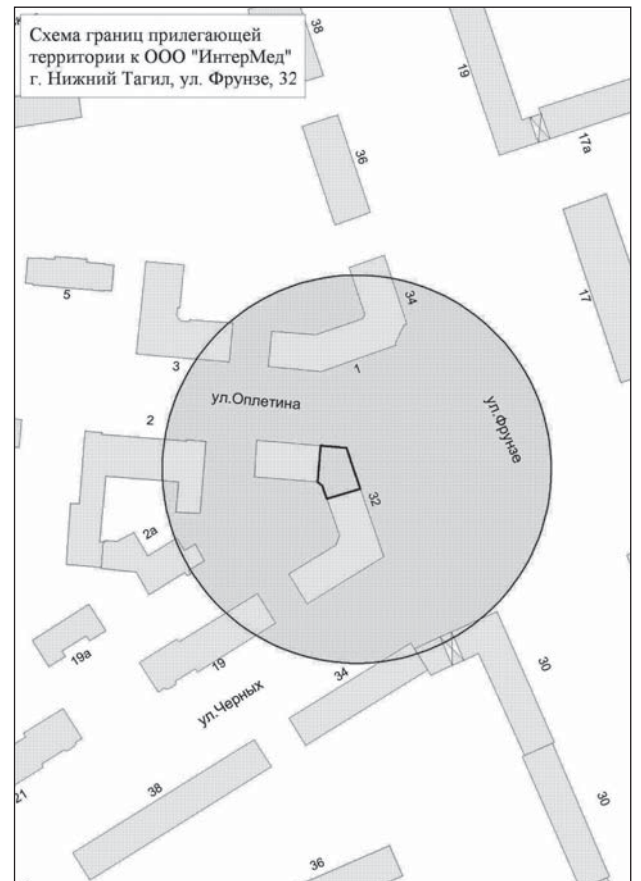 Схема границ прилегающей
территории к ООО "ИнтерМед"
г. Нижний Тагил, ул. Фрунзе, 32
38
19
36
17а
5
3
34
1
17
ул.Оплетина
ул.Фрунзе
2
32
2а
19а
19
34
30
ул.Черных
21
38
30
36